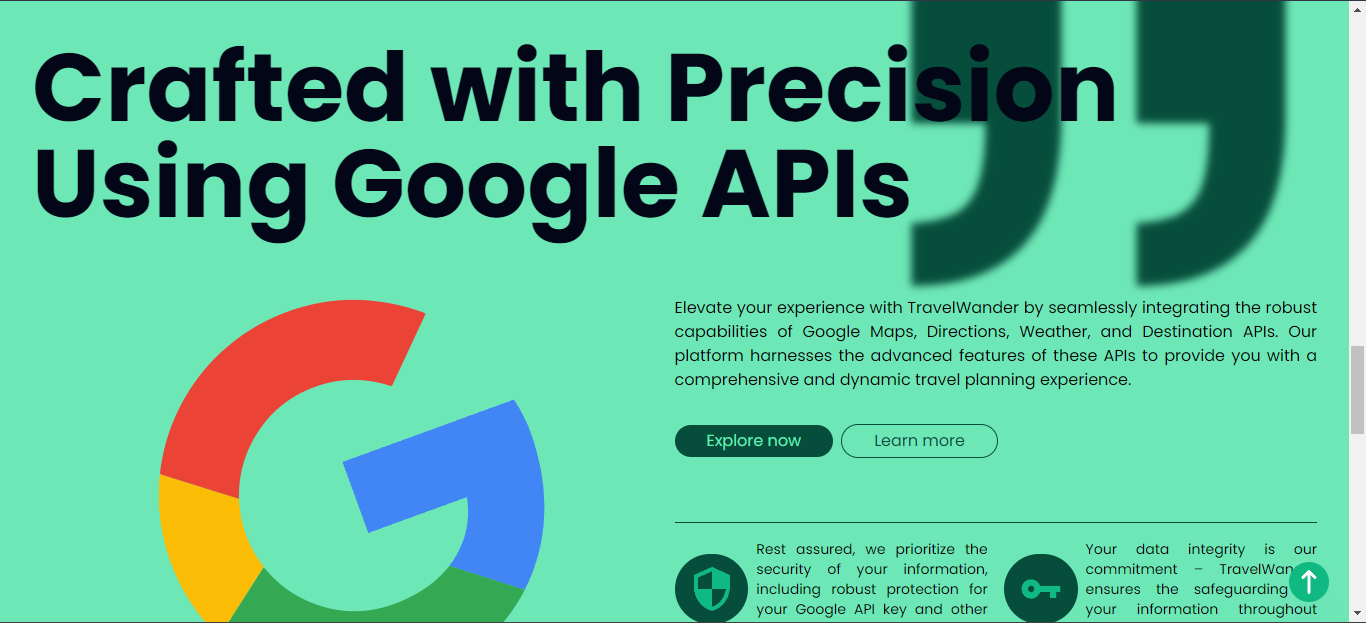 Crafted with Precision
Using Google APIs
Elevate your experience with TravelWander by seamlessly integrating the robust
capabilities of Google Maps, Directions, Weather, and Destination APIs. Our
platform harnesses the advanced features of these APIs to provide you with a
comprehensive and dynamic travel planning experience.
Explore now
Learn more
Rest assured, we prioritize the
security of your information,
including robust protection for
your Google API key and other
Your data integrity is our
commitment –
ensures the safeguarding
your information throughout